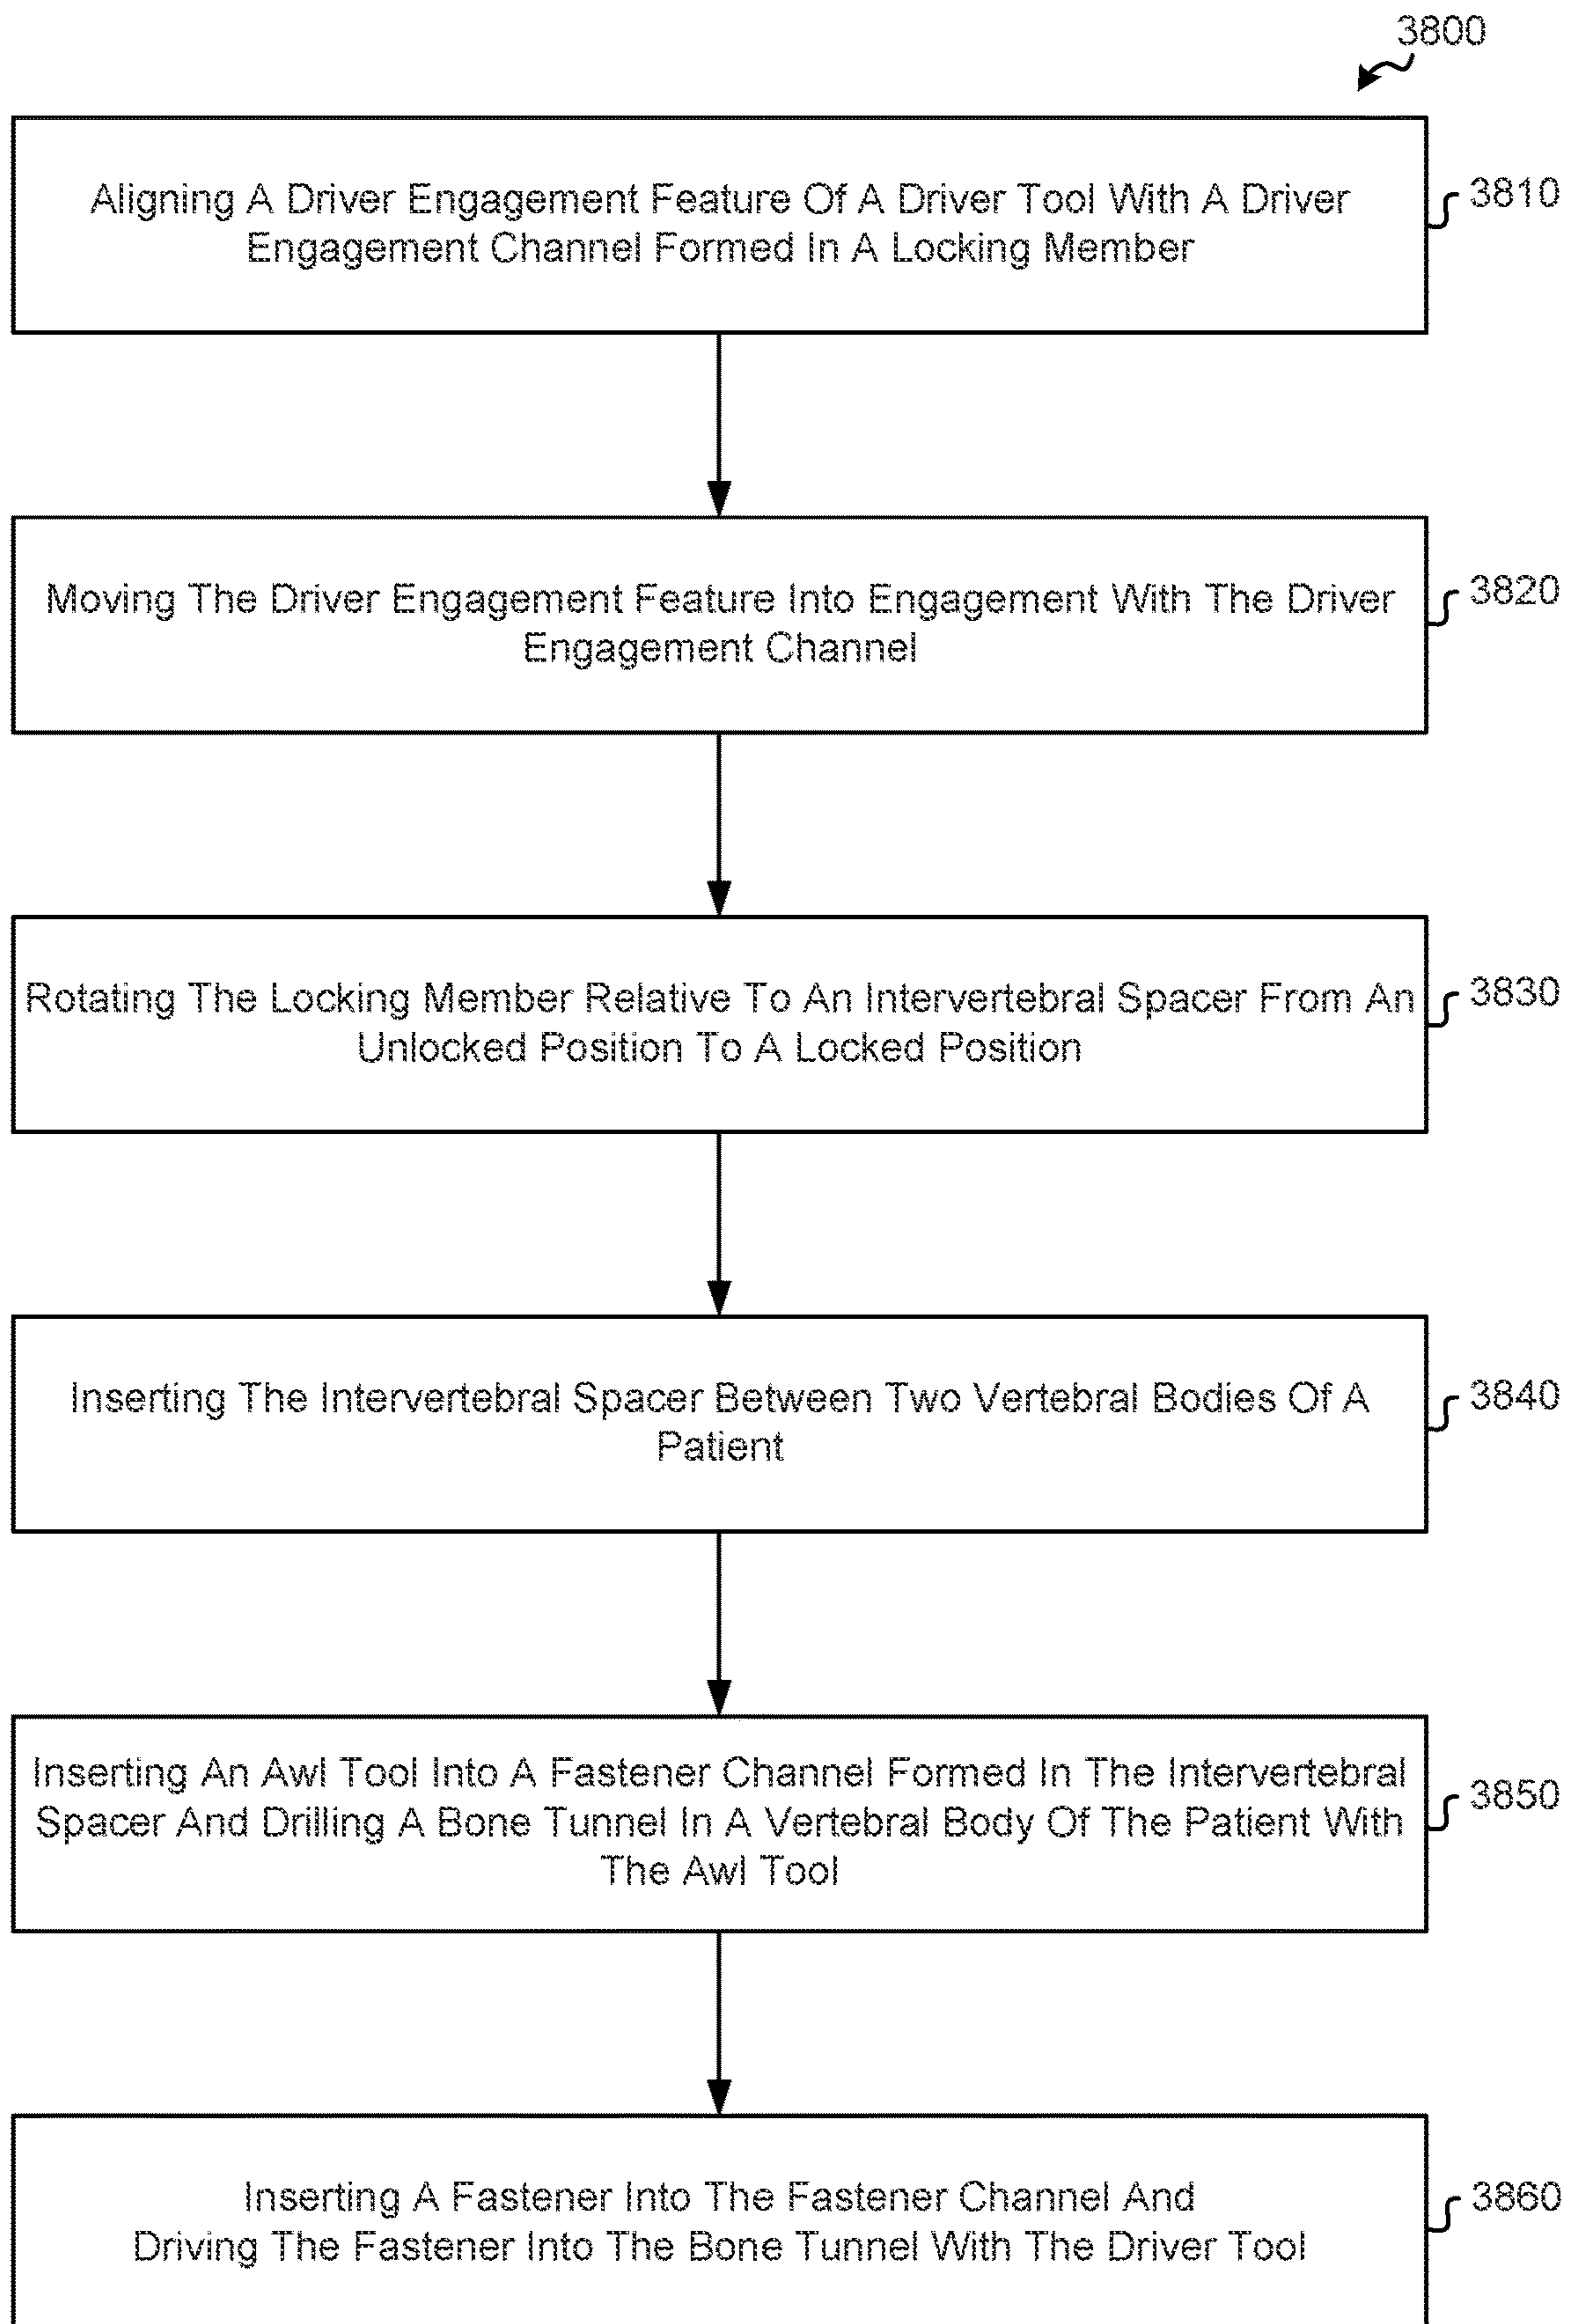 3800
Aligning A Driver Engagement Feature Of A Driver Tool With A Driver
Engagement Channel Formed In A Locking Member
3810
Moving The Driver Engagement Feature Into Engagement With The Driver
Engagement Channel
3820
Rotating The Locking Member Relative To An Intervertebral Spacer From An
Unlocked Position To A Locked Position
3830
Inserting The Intervertebral Spacer Between Two Vertebral Bodies Of A
Patient
3840
Inserting An Awl Tool Into A Fastener Channel Formed In The Intervertebral
Spacer And Drilling A Bone Tunnel In A Vertebral Body Of The Patient With
The Awl Tool
3850
Inserting A Fastener Into The Fastener Channel And
Driving The Fastener Into The Bone Tunnel With The Driver Tool
3860